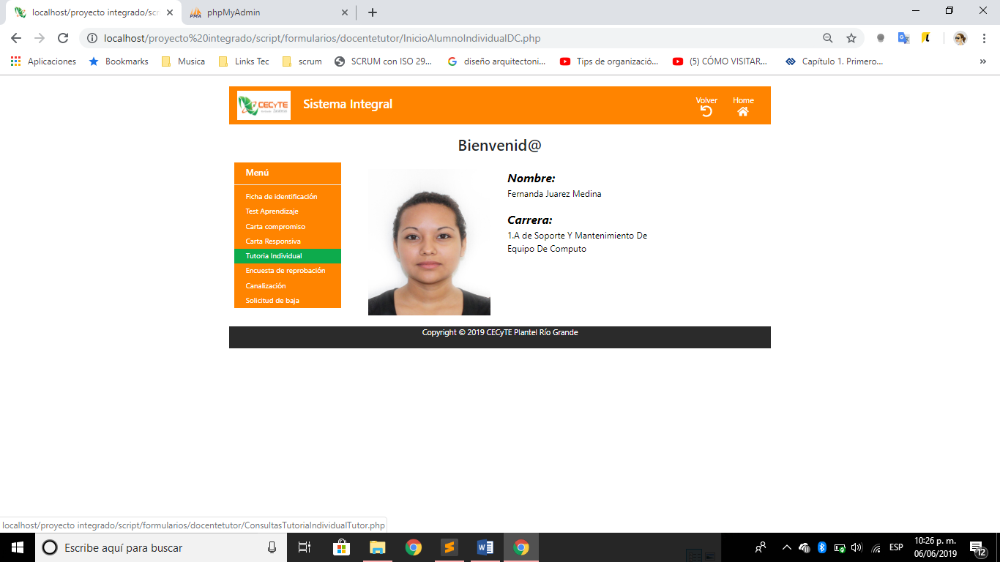 localhost/proyecto integrado/scr
phpMyAdmin
localhost/proyecto%20integrado/script/formularios/docentetutor/InicioAlumnoIndividualDC.php
Aplicaciones
Bookmarks
Musica
Links Tec
scrum
SCRUM con ISO 29...
diseño arquitectoni...
Tips de organizació...
(5) CÓMO VISITAR...
Capítulo 1. Primero...
CECyTE
Sistema Integral
Volver
Home
Bienvenid@
Menú
Ficha de identificación
Test Aprendizaje
Carta compromiso
Carta Responsiva
Tutoria Individual
Encuesta de reprobación
Canalización
Solicitud de baja
Nombre:
Fernanda Juarez Medina
Carrera:
1.A de Soporte Y Mantenimiento De
Equipo De Computo
Copyright © 2019 CECyTE Plantel Río Grande
localhost/proyecto integrado/script/formularios/docentetutor/ConsultasTutoriaIndividualTutor.php
Escribe aquí para buscar
ESP
10:26 p. m.
06/06/2019
12